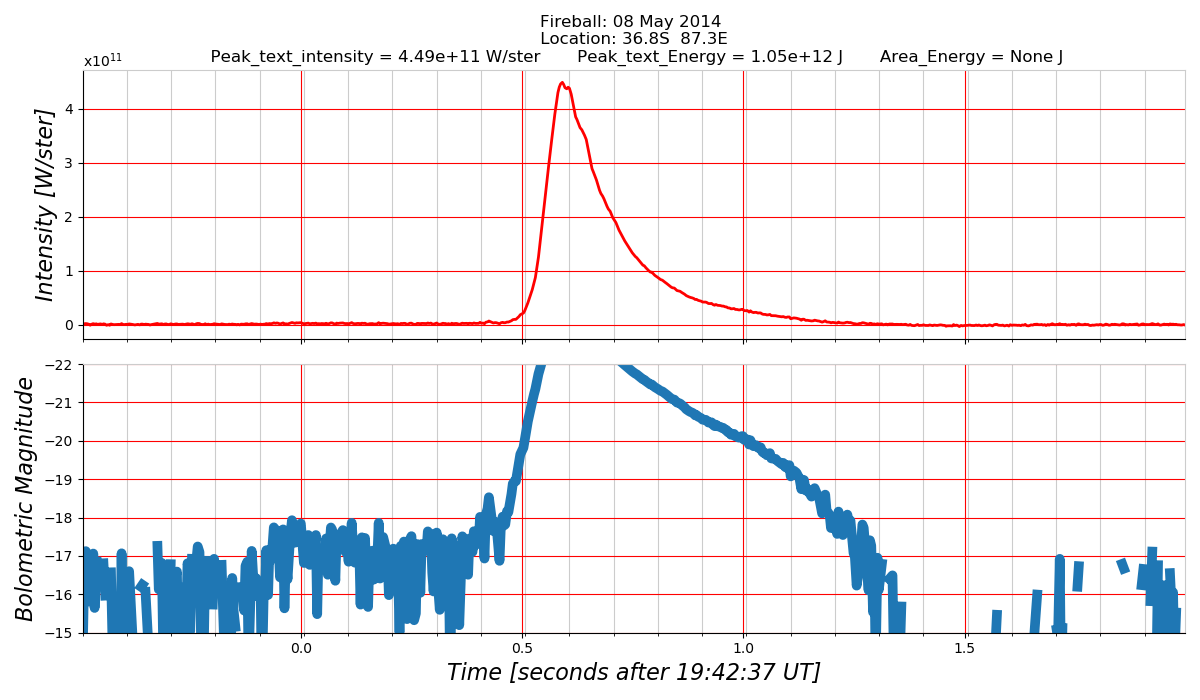 Fireball: 08 May 2014
Location: 36.8S  87.3E
Peak_text_intensity = 4.49e+11 W/ster       Peak_text_Energy = 1.05e+12 J       Area_Energy = None J
x10¹¹
Intensity [W/ster]
4
3
2
1
0
Bolometric Magnitude
−22
−21
−20
−19
−18
−17
−16
−15
0.0 0.5 1.0 1.5
Time [seconds after 19:42:37 UT]